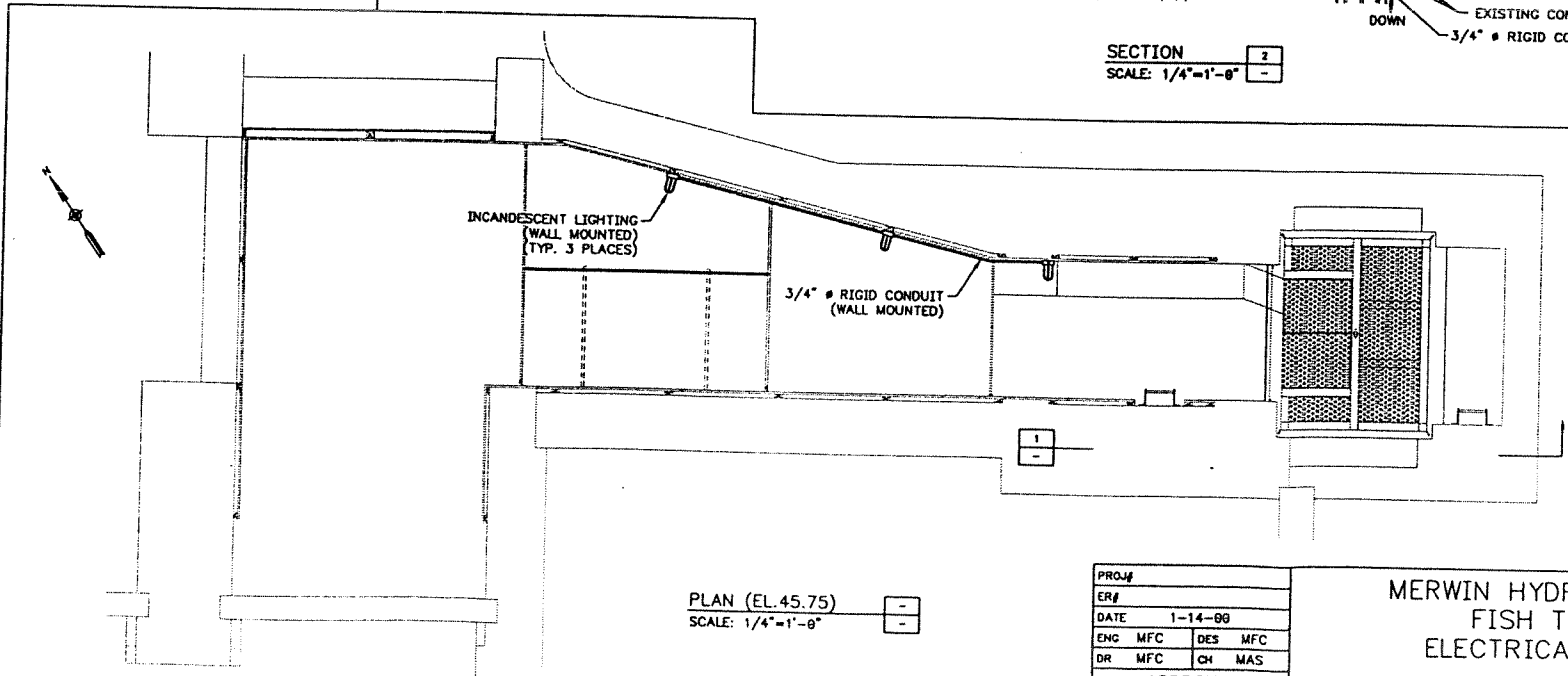 DOWN
EXISTING CON
3/4" ø RIGID CO
SECTION 2
SCALE: 1/4"=1'-0" -
N
INCANDESCENT LIGHTING
(WALL MOUNTED)
(TYP. 3 PLACES)
3/4" ø RIGID CONDUIT
(WALL MOUNTED)
1
-
PLAN (EL.45.75) -
SCALE: 1/4"=1'-0" -
PROJ#
ER#
DATE 1-14-00
ENG MFC DES MFC
DR MFC CH MAS
MERWIN HYDR
FISH T
ELECTRICA